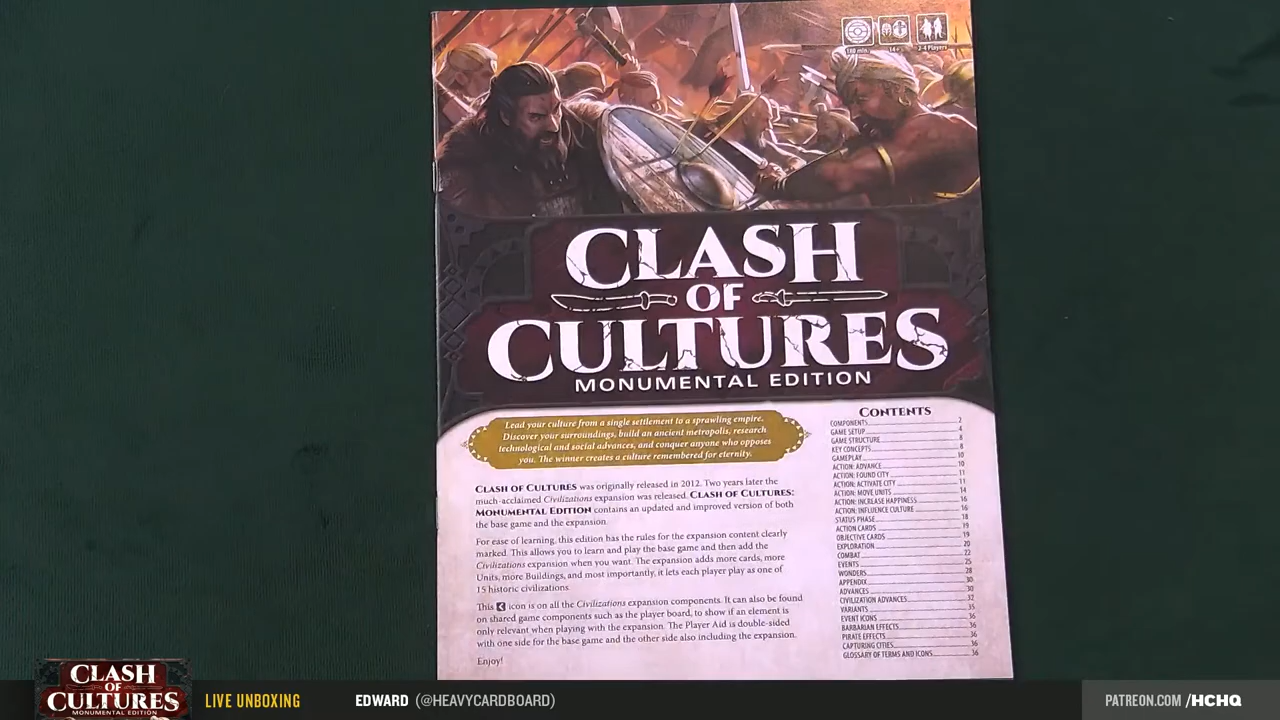 180 min.
14+
2-4 Players
CLASH
OF
CULTURES
MONUMENTAL EDITION
Lead your culture from a single settlement to a sprawling empire.
Discover your surroundings, build an ancient metropolis, research
technological and social advances, and conquer anyone who opposes
you. The winner creates a culture remembered for eternity.
CLASH OF CULTURES was originally released in 2012. Two years later the
much-acclaimed Civilizations expansion was released. CLASH OF CULTURES:
MONUMENTAL EDITION contains an updated and improved version of both
the base game and the expansion.
For ease of learning, this edition has the rules for the expansion content clearly
marked. This allows you to learn and play the base game and then add the
Civilizations expansion when you want. The expansion adds more cards, more
Units, more Buildings, and most importantly, it lets each player play as one of
15 historic civilizations.
This icon is on all the Civilizations expansion components. It can also be found
on shared game components such as the player board, to show if an element is
only relevant when playing with the expansion. The Player Aid is double-sided
with one side for the base game and the other side also including the expansion.
Enjoy!
CONTENTS
COMPONENTS 2
GAME SETUP 4
GAME STRUCTURE 8
KEY CONCEPTS 8
GAMEPLAY 10
ACTION: ADVANCE 10
ACTION: FOUND CITY 11
ACTION: ACTIVATE CITY 11
ACTION: MOVE UNITS 14
ACTION: INCREASE HAPPINESS 16
ACTION: INFLUENCE CULTURE 16
STATUS PHASE 18
ACTION CARDS 19
OBJECTIVE CARDS 19
EXPLORATION 20
COMBAT 22
EVENTS 25
WONDERS 28
APPENDIX 30
ADVANCES 30
CIVILIZATION ADVANCES 32
VARIANTS 35
EVENT ICONS 36
BARBARIAN EFFECTS 36
PIRATE EFFECTS 36
CAPTURING CITIES 36
GLOSSARY OF TERMS AND ICONS 36
CLASH
OF
CULTURES
MONUMENTAL EDITION
LIVE UNBOXING
EDWARD (@HEAVYCARDBOARD)
PATREON.COM/HCHQ